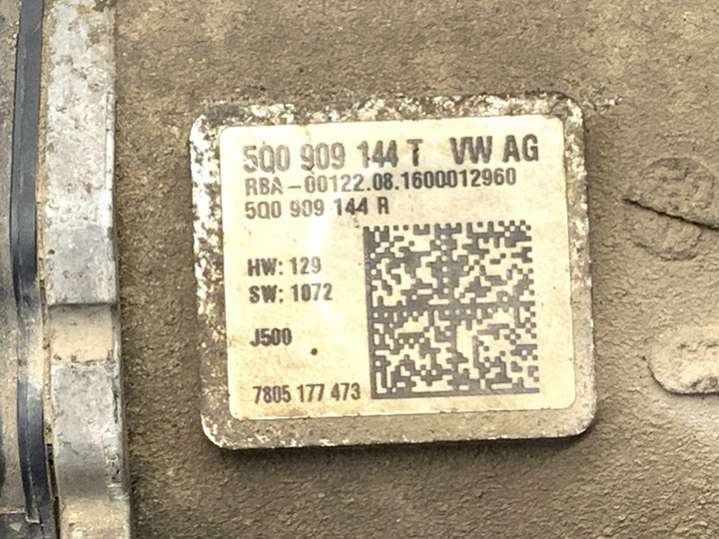 5Q0 909 144 T VW AG
RBA-00122.08.1600012960
5Q0 909 144 R
HW: 129
SW: 1072
J500
7805 177 473